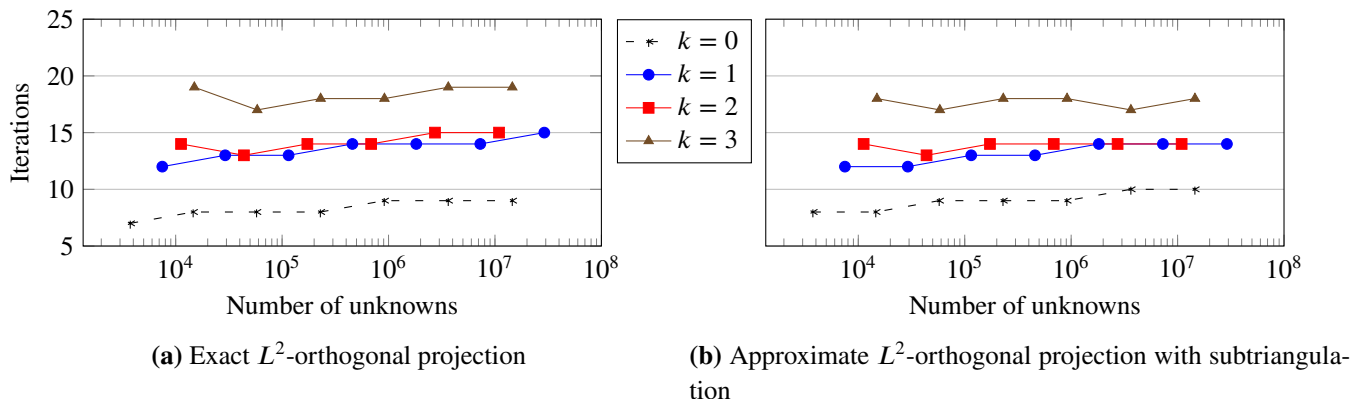 25
20
15
10
5
Iterations
10^4
10^5
10^6
10^7
10^8
Number of unknowns
(a) Exact L^2-orthogonal projection
k = 0
k = 1
k = 2
k = 3
10^4
10^5
10^6
10^7
10^8
Number of unknowns
(b) Approximate L^2-orthogonal projection with subtriangula-
tion